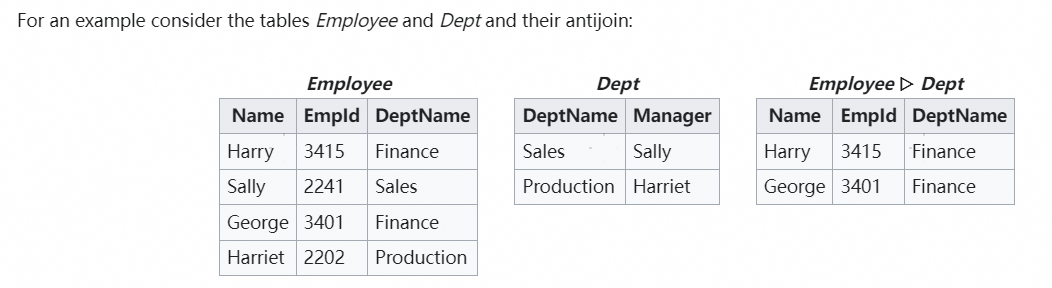 For an example consider the tables Employee and Dept and their antijoin:
Employee
Name EmpId DeptName
Harry 3415 Finance
Sally 2241 Sales
George 3401 Finance
Harriet 2202 Production
Dept
DeptName Manager
Sales Sally
Production Harriet
Employee ▷ Dept
Name EmpId DeptName
Harry 3415 Finance
George 3401 Finance